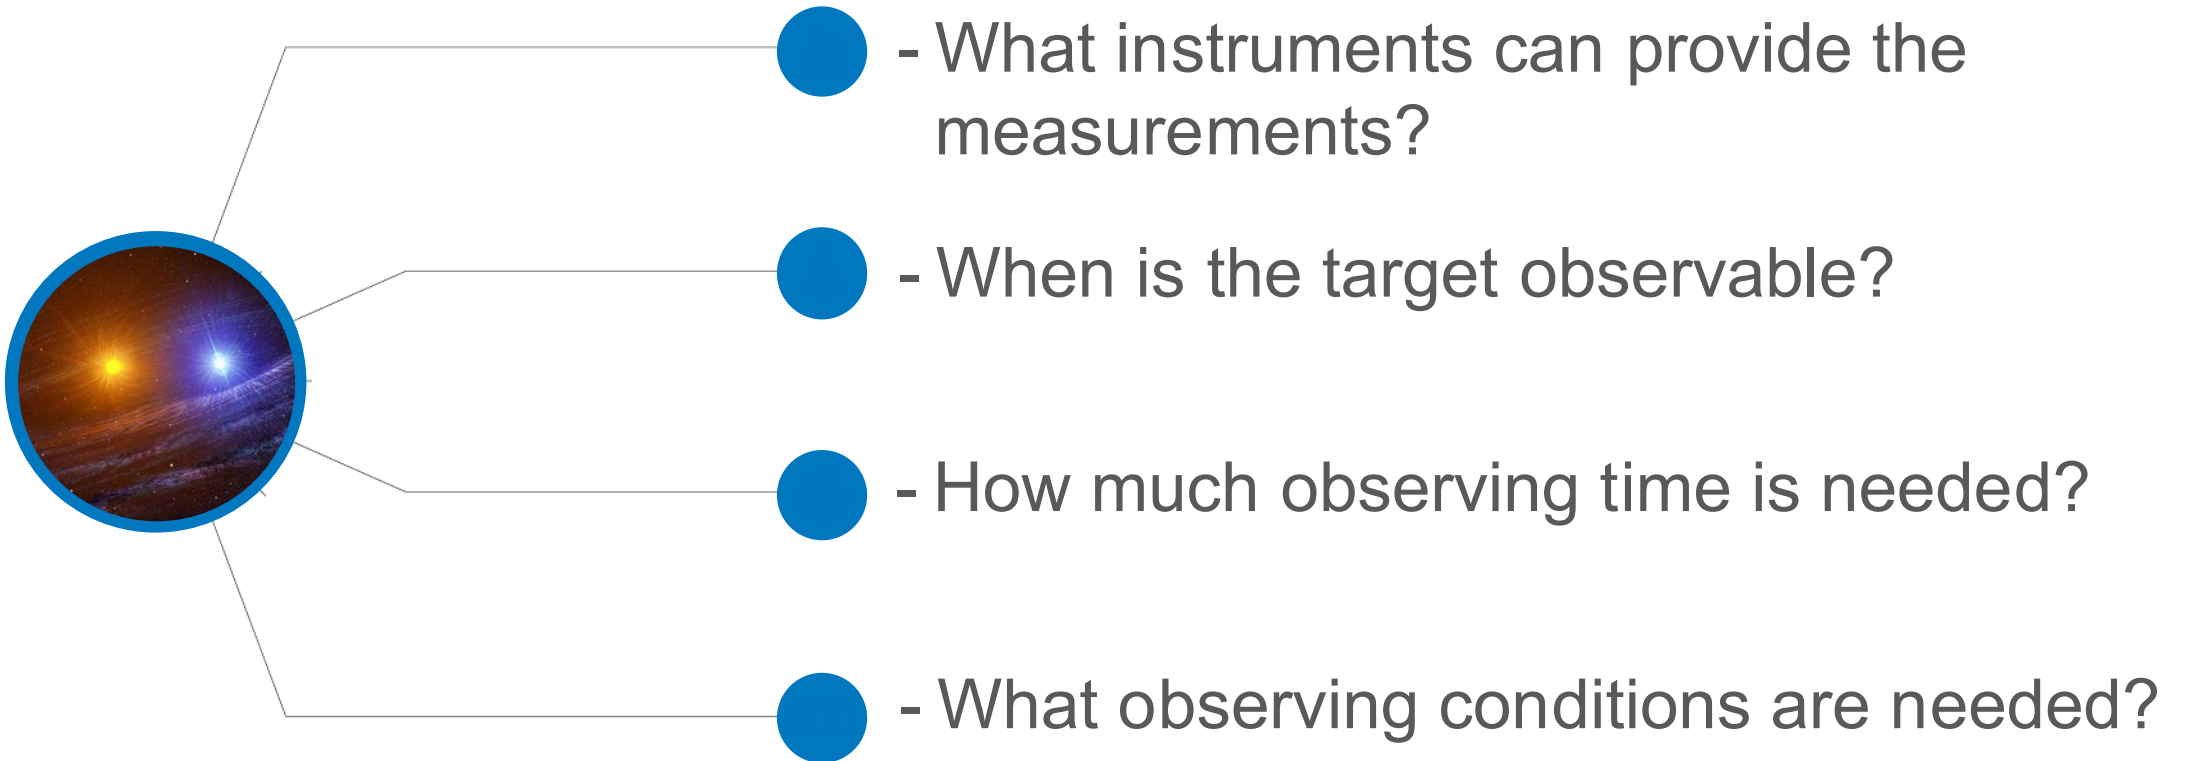 - What instruments can provide the
measurements?
- When is the target observable?
- How much observing time is needed?
- What observing conditions are needed?